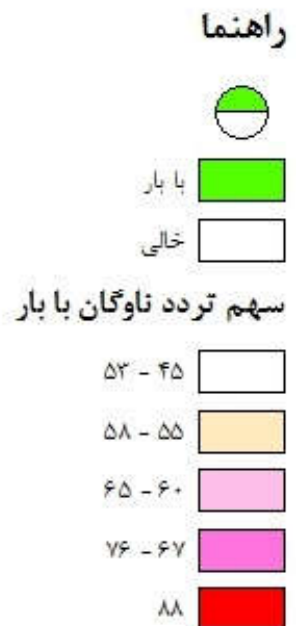 راهنما
با بار
خالی
سهم تردد ناوگان با بار
۴۵ - ۵۳
۵۵ - ۵۸
۶۰ - ۶۵
۶۷ - ۷۶
۸۸